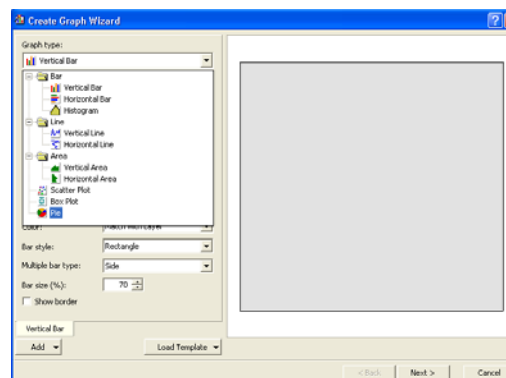 Create Graph Wizard
?
Graph type:
Vertical Bar
Bar
Vertical Bar
Horizontal Bar
Histogram
Line
Vertical Line
Horizontal Line
Area
Vertical Area
Horizontal Area
Scatter Plot
Box Plot
Pie
Color:
Match with Layer
Bar style:
Rectangle
Multiple bar type:
Side
Bar size (%):
70
Show border
Vertical Bar
Add
Load Template
< Back
Next >
Cancel